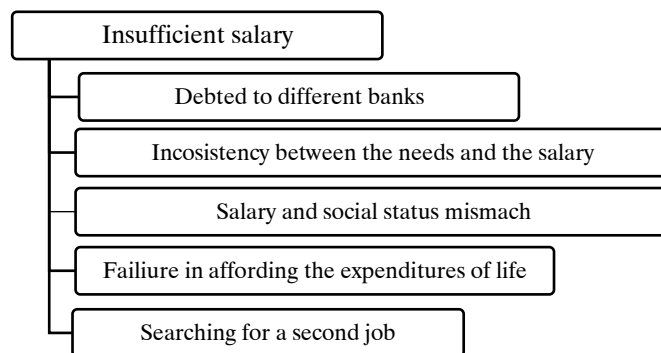 Insufficient salary
Debted to different banks
Incosistency between the needs and the salary
Salary and social status mismach
Failiure in affording the expenditures of life
Searching for a second job